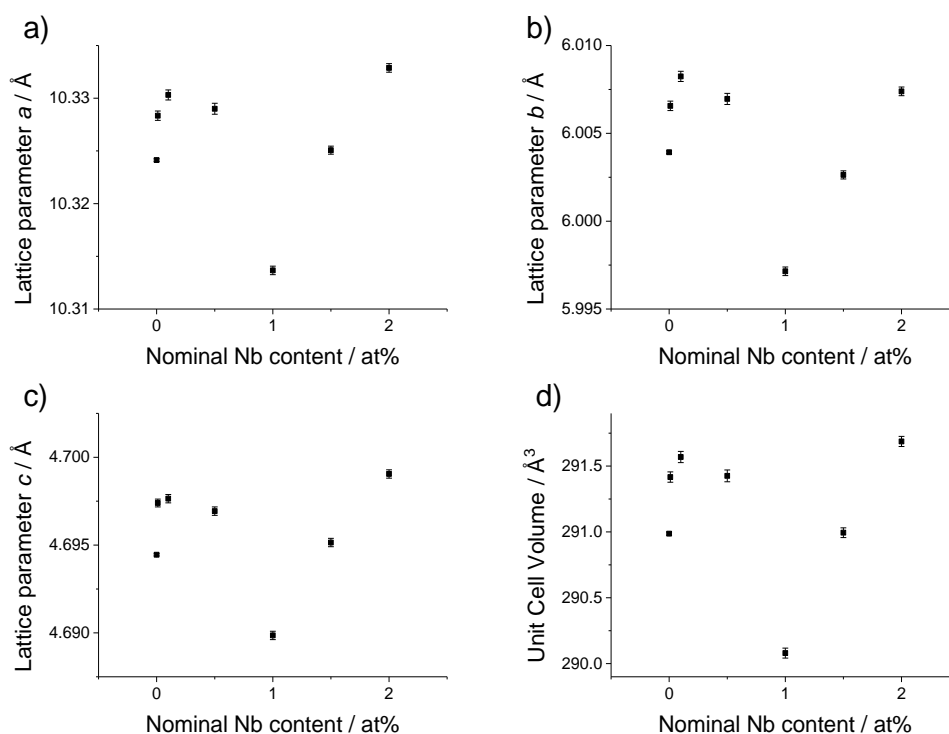 a)
Lattice parameter a / Å
10.33
10.32
10.31
0
1
2
Nominal Nb content / at%
b)
Lattice parameter b / Å
6.010
6.005
6.000
5.995
0
1
2
Nominal Nb content / at%
c)
Lattice parameter c / Å
4.700
4.695
4.690
0
1
2
Nominal Nb content / at%
d)
Unit Cell Volume / Å³
291.5
291.0
290.5
290.0
0
1
2
Nominal Nb content / at%